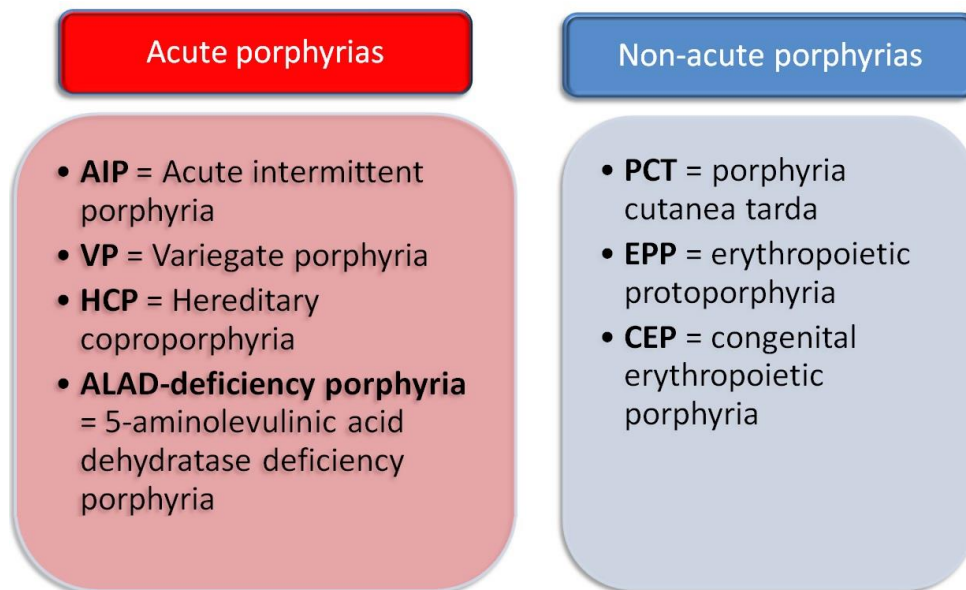 Acute porphyrias
• AIP = Acute intermittent
porphyria
• VP = Variegate porphyria
• HCP = Hereditary
coproporphyria
• ALAD-deficiency porphyria
= 5-aminolevulinic acid
dehydratase deficiency
porphyria
Non-acute porphyrias
• PCT = porphyria
cutanea tarda
• EPP = erythropoietic
protoporphyria
• CEP = congenital
erythropoietic
porphyria